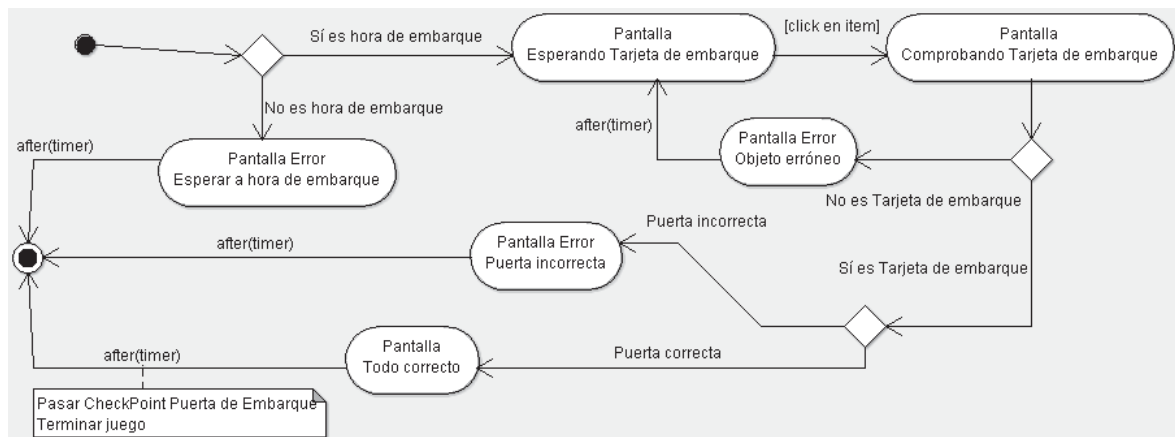 Sí es hora de embarque
Pantalla
Esperando Tarjeta de embarque
[click en item]
Pantalla
Comprobando Tarjeta de embarque
No es hora de embarque
after(timer)
Pantalla Error
Objeto erróneo
after(timer)
Pantalla Error
Esperar a hora de embarque
No es Tarjeta de embarque
Puerta incorrecta
after(timer)
Pantalla Error
Puerta incorrecta
Sí es Tarjeta de embarque
after(timer)
Pantalla
Todo correcto
Puerta correcta
Pasar CheckPoint Puerta de Embarque
Terminar juego